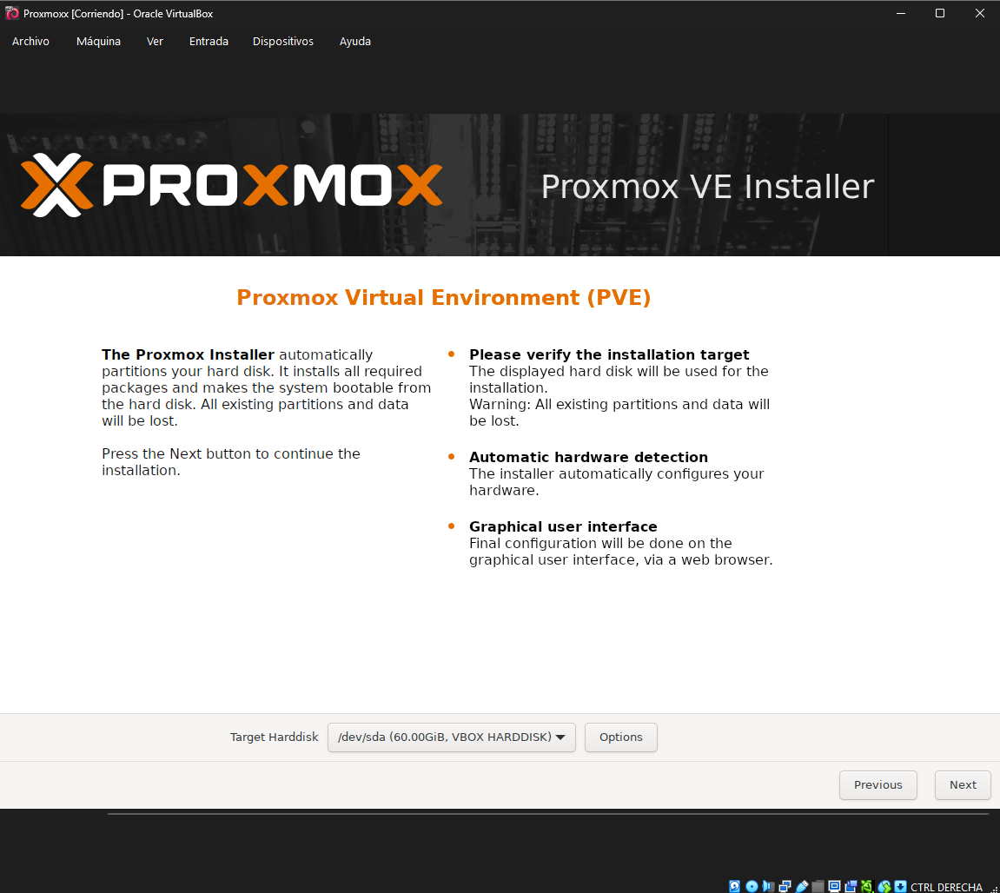 Proxmoxx [Corriendo] - Oracle VirtualBox
Archivo Máquina Ver Entrada Dispositivos Ayuda
PROXMOX
Proxmox VE Installer
Proxmox Virtual Environment (PVE)
The Proxmox Installer automatically
partitions your hard disk. It installs all required
packages and makes the system bootable from
the hard disk. All existing partitions and data
will be lost.
Press the Next button to continue the
installation.
Please verify the installation target
The displayed hard disk will be used for the
installation.
Warning: All existing partitions and data will
be lost.
Automatic hardware detection
The installer automatically configures your
hardware.
Graphical user interface
Final configuration will be done on the
graphical user interface, via a web browser.
Target Harddisk /dev/sda (60.00GiB, VBOX HARDDISK) Options
Previous Next
CTRL DERECHA